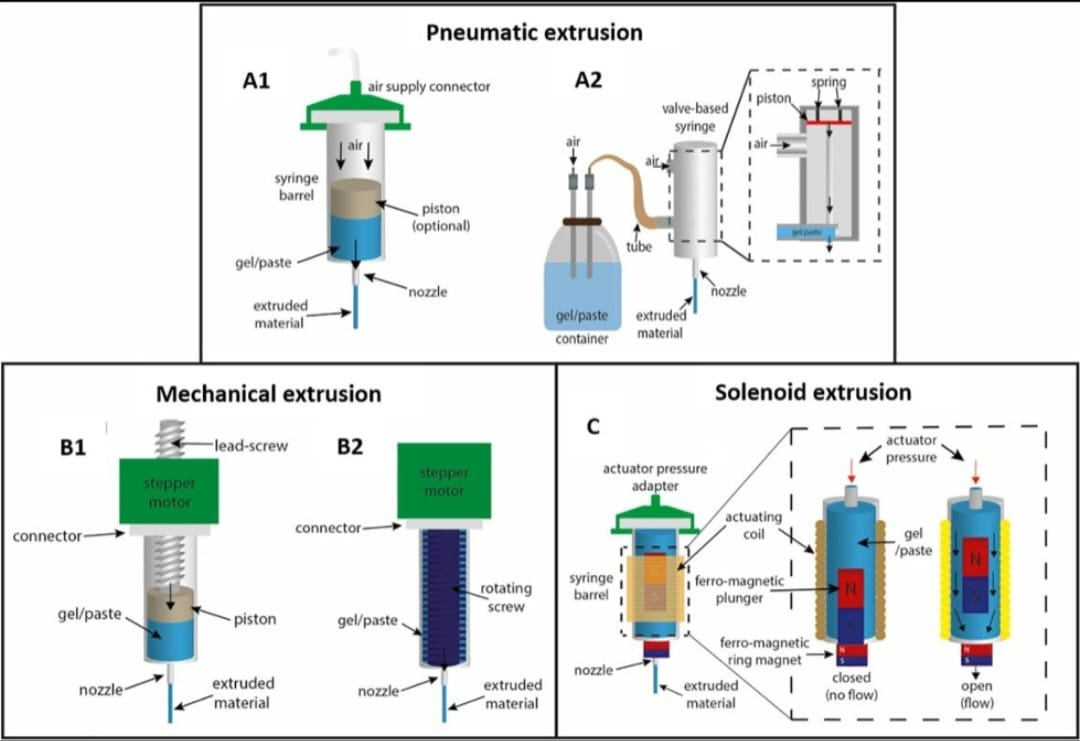 Pneumatic extrusion
A1
air supply connector
air
syringe
barrel
piston
(optional)
gel/paste
nozzle
extruded
material
A2
air
valve-based
syringe
air
tube
gel/paste
container
nozzle
extruded
material
spring
piston
air
gel/paste
Mechanical extrusion
B1
lead-screw
stepper
motor
connector
gel/paste
piston
nozzle
extruded
material
B2
stepper
motor
connector
rotating
screw
gel/paste
nozzle
extruded
material
Solenoid extrusion
C
actuator pressure
adapter
syringe
barrel
nozzle
extruded
material
actuator
pressure
actuating
coil
gel
/paste
ferro-magnetic
plunger
N
S
N
S
ferro-magnetic
ring magnet
N
S
N
S
closed
(no flow)
open
(flow)